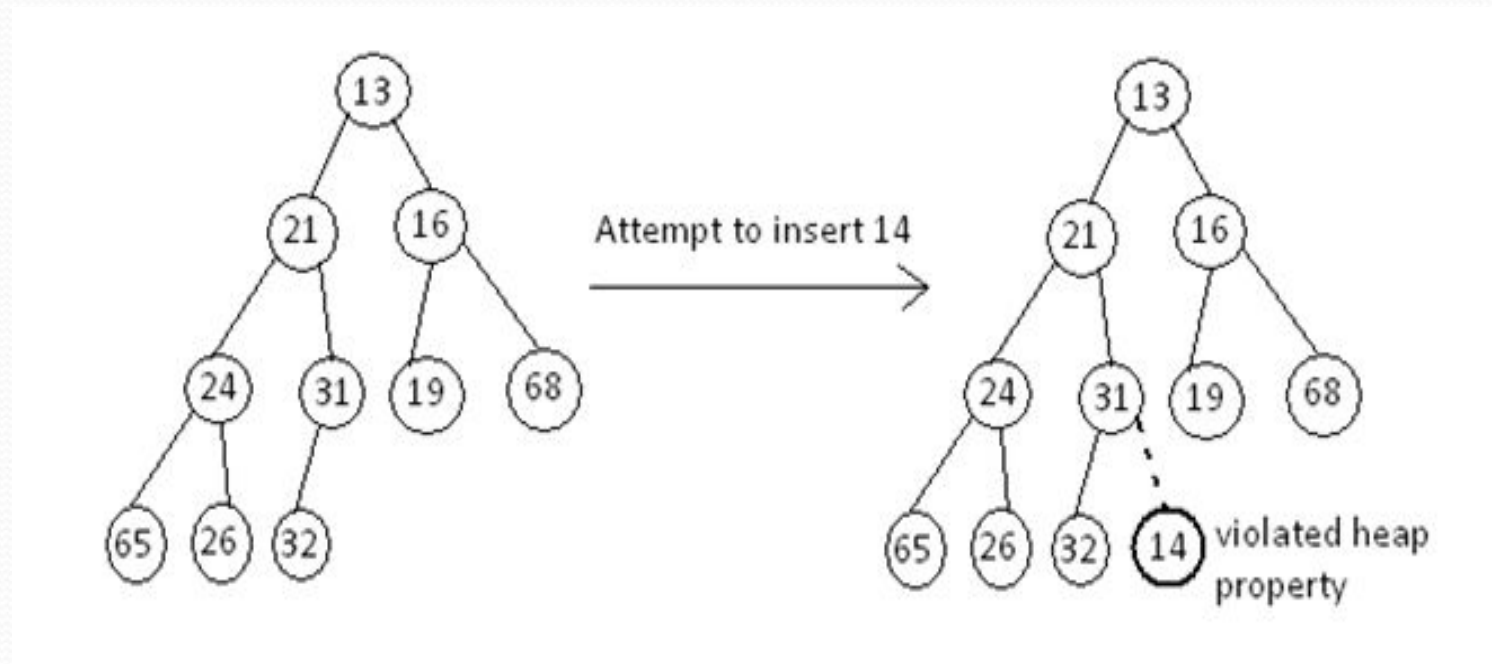 13
21 16
24 31 19 68
65 26 32
Attempt to insert 14
13
21 16
24 31 19 68
65 26 32 14
violated heap
property